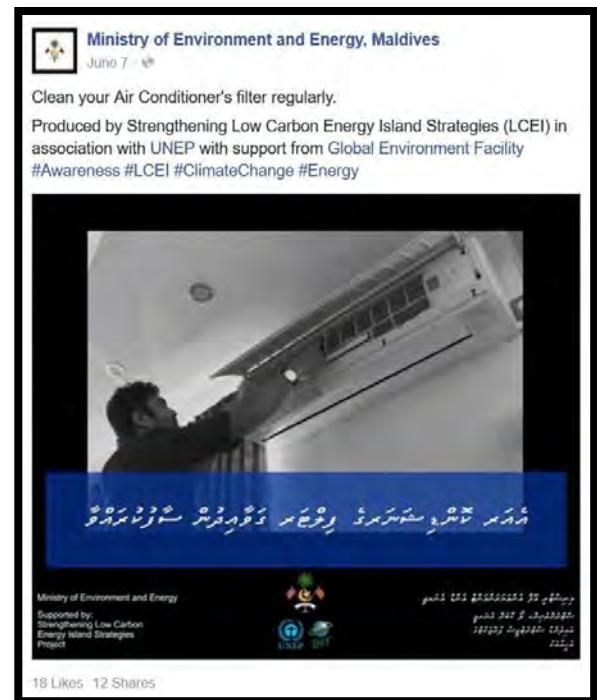 Ministry of Environment and Energy, Maldives
June 7
Clean your Air Conditioner's filter regularly.
Produced by Strengthening Low Carbon Energy Island Strategies (LCEI) in
association with UNEP with support from Global Environment Facility
#Awareness #LCEI #ClimateChange #Energy
އެއަރ ކޮންޑިޝަނަރގެ ފިލްޓަރ ގަވާއިދުން ސާފުކުރައްވާ
Ministry of Environment and Energy
Supported by:
Strengthening Low Carbon
Energy Island Strategies
Project
UNEP
gef
18 Likes 12 Shares